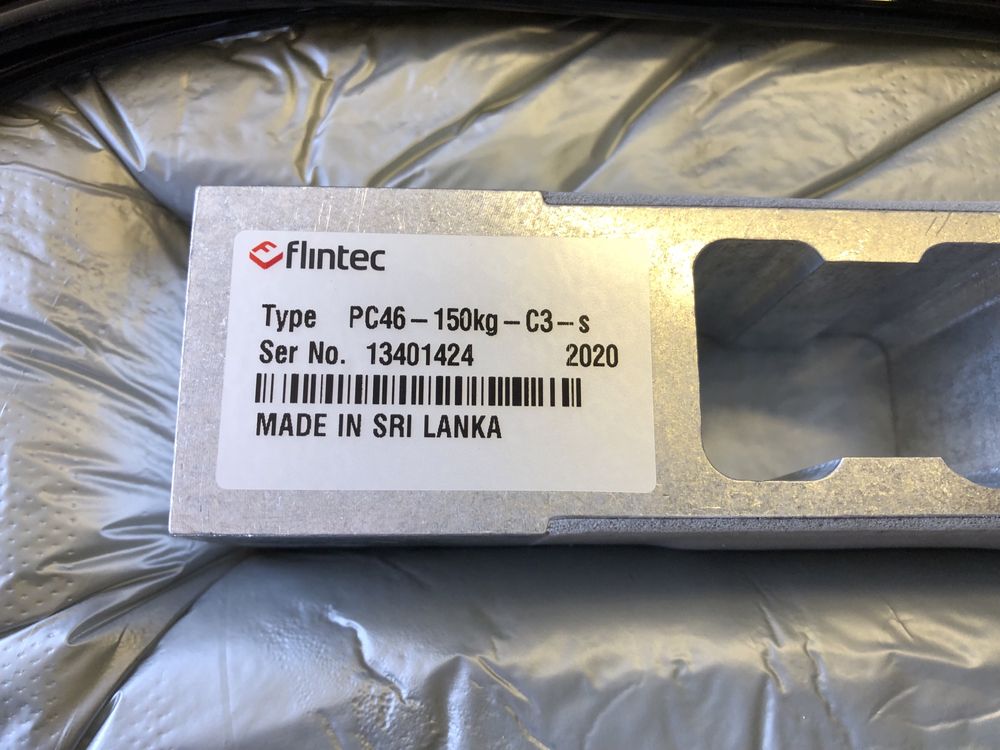 flintec
Type PC46-150kg-C3-s
Ser No. 13401424 2020
MADE IN SRI LANKA